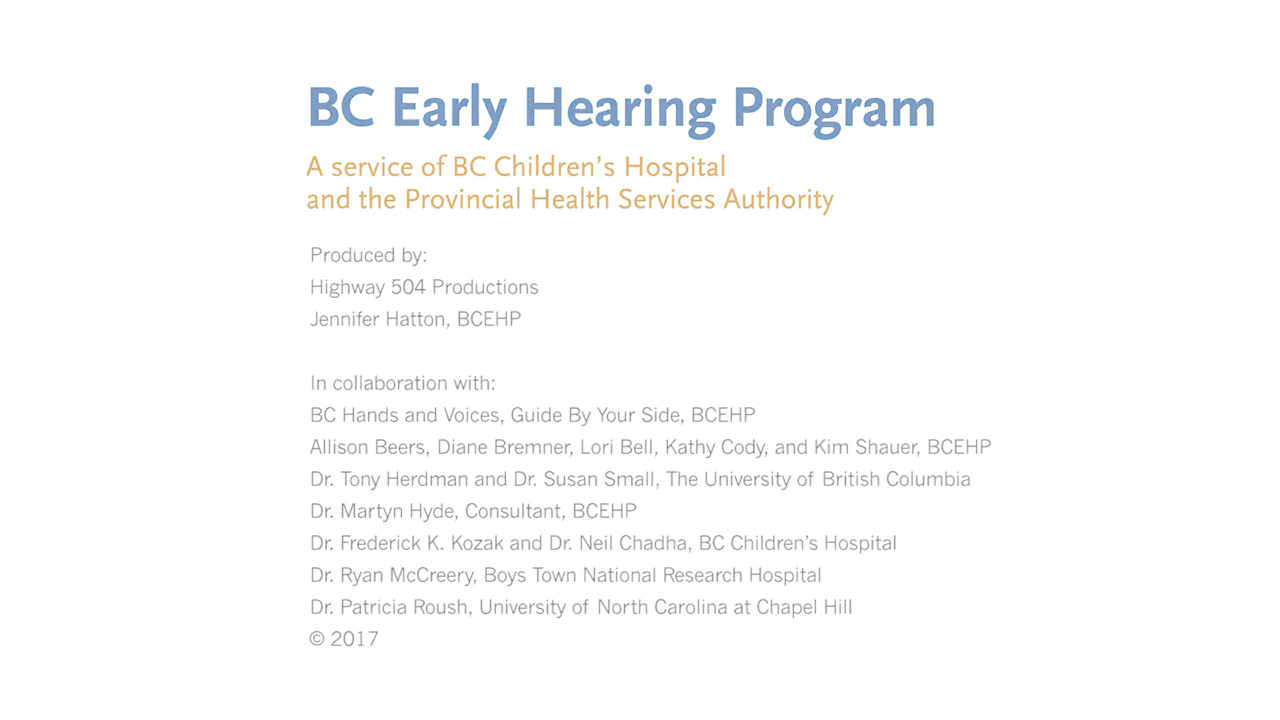 BC Early Hearing Program
A service of BC Children's Hospital
and the Provincial Health Services Authority
Produced by:
Highway 504 Productions
Jennifer Hatton, BCEHP
In collaboration with:
BC Hands and Voices, Guide By Your Side, BCEHP
Allison Beers, Diane Bremner, Lori Bell, Kathy Cody, and Kim Shauer, BCEHP
Dr. Tony Herdman and Dr. Susan Small, The University of British Columbia
Dr. Martyn Hyde, Consultant, BCEHP
Dr. Frederick K. Kozak and Dr. Neil Chadha, BC Children's Hospital
Dr. Ryan McCreery, Boys Town National Research Hospital
Dr. Patricia Roush, University of North Carolina at Chapel Hill
© 2017